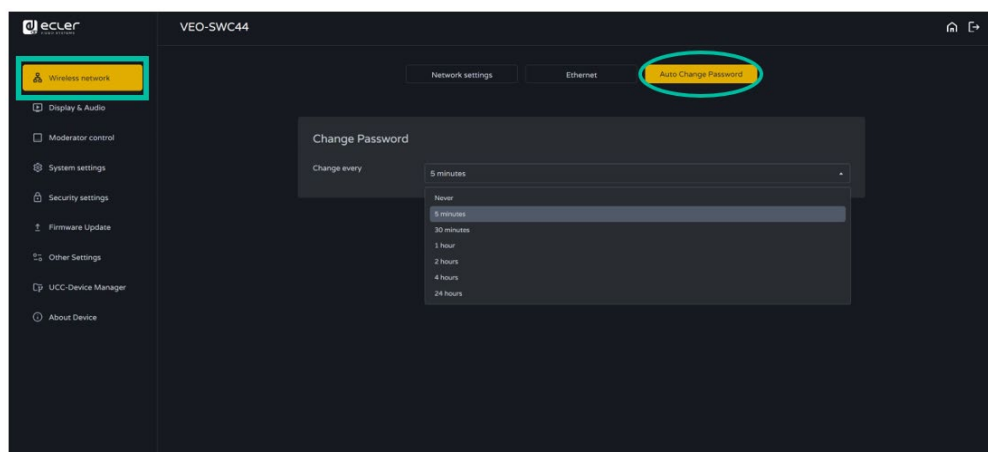 ecler
VIDEO SYSTEMS
VEO-SWC44
Wireless network
Display & Audio
Moderator control
System settings
Security settings
Firmware Update
Other Settings
UCC-Device Manager
About Device
Network settings
Ethernet
Auto Change Password
Change Password
Change every
5 minutes
Never
5 minutes
30 minutes
1 hour
2 hours
4 hours
24 hours